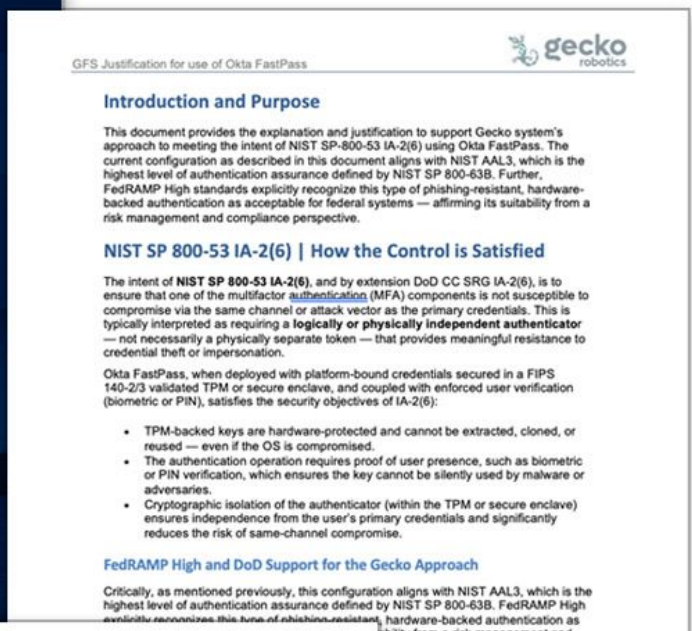 gecko
robotics
GFS Justification for use of Okta FastPass
Introduction and Purpose
This document provides the explanation and justification to support Gecko system's
approach to meeting the intent of NIST SP-800-53 IA-2(6) using Okta FastPass. The
current configuration as described in this document aligns with NIST AAL3, which is the
highest level of authentication assurance defined by NIST SP 800-63B. Further,
FedRAMP High standards explicitly recognize this type of phishing-resistant, hardware-
backed authentication as acceptable for federal systems — affirming its suitability from a
risk management and compliance perspective.
NIST SP 800-53 IA-2(6) | How the Control is Satisfied
The intent of NIST SP 800-53 IA-2(6), and by extension DoD CC SRG IA-2(6), is to
ensure that one of the multifactor authentication (MFA) components is not susceptible to
compromise via the same channel or attack vector as the primary credentials. This is
typically interpreted as requiring a logically or physically independent authenticator
— not necessarily a physically separate token — that provides meaningful resistance to
credential theft or impersonation.
Okta FastPass, when deployed with platform-bound credentials secured in a FIPS
140-2/3 validated TPM or secure enclave, and coupled with enforced user verification
(biometric or PIN), satisfies the security objectives of IA-2(6):
• TPM-backed keys are hardware-protected and cannot be extracted, cloned, or
reused — even if the OS is compromised.
• The authentication operation requires proof of user presence, such as biometric
or PIN verification, which ensures the key cannot be silently used by malware or
adversaries.
• Cryptographic isolation of the authenticator (within the TPM or secure enclave)
ensures independence from the user's primary credentials and significantly
reduces the risk of same-channel compromise.
FedRAMP High and DoD Support for the Gecko Approach
Critically, as mentioned previously, this configuration aligns with NIST AAL3, which is the
highest level of authentication assurance defined by NIST SP 800-63B. FedRAMP High
explicitly recognizes this type of phishing-resistant, hardware-backed authentication as